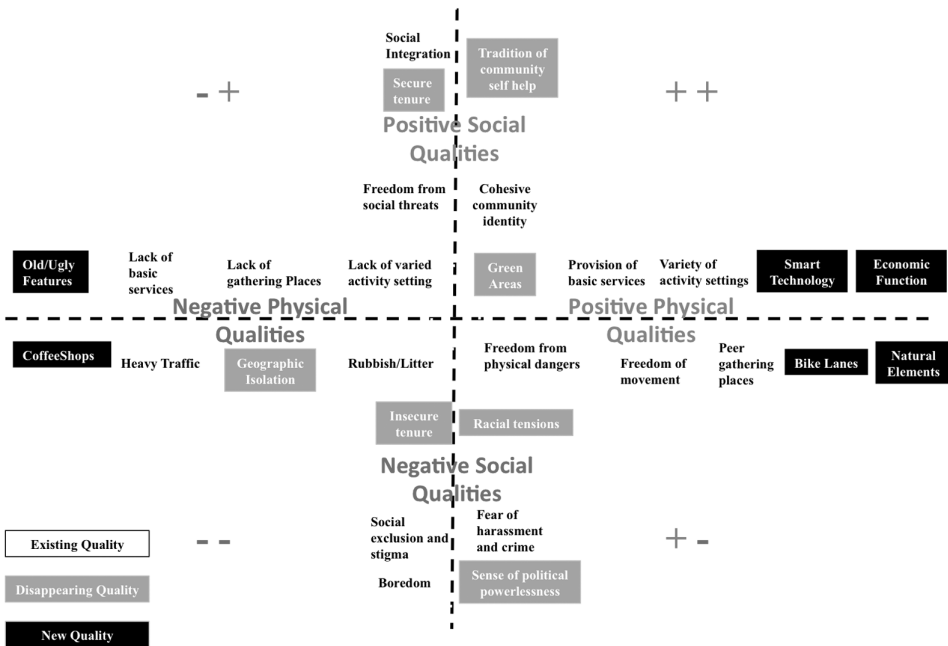 Social
Integration
Tradition of
community
self help
Secure
tenure
- +
+ +
Positive Social
Qualities
Freedom from
social threats
Cohesive
community
identity
Old/Ugly
Features
Lack of
basic
services
Lack of
gathering Places
Lack of varied
activity setting
Green
Areas
Provision of
basic services
Variety of
activity settings
Smart
Technology
Economic
Function
Negative Physical
Qualities
Positive Physical
Qualities
CoffeeShops
Heavy Traffic
Geographic
Isolation
Rubbish/Litter
Freedom from
physical dangers
Freedom of
movement
Peer
gathering
places
Bike Lanes
Natural
Elements
Insecure
tenure
Racial tensions
Negative Social
Qualities
Social
exclusion and
stigma
Fear of
harassment
and crime
- -
+ -
Boredom
Sense of political
powerlessness
Existing Quality
Disappearing Quality
New Quality